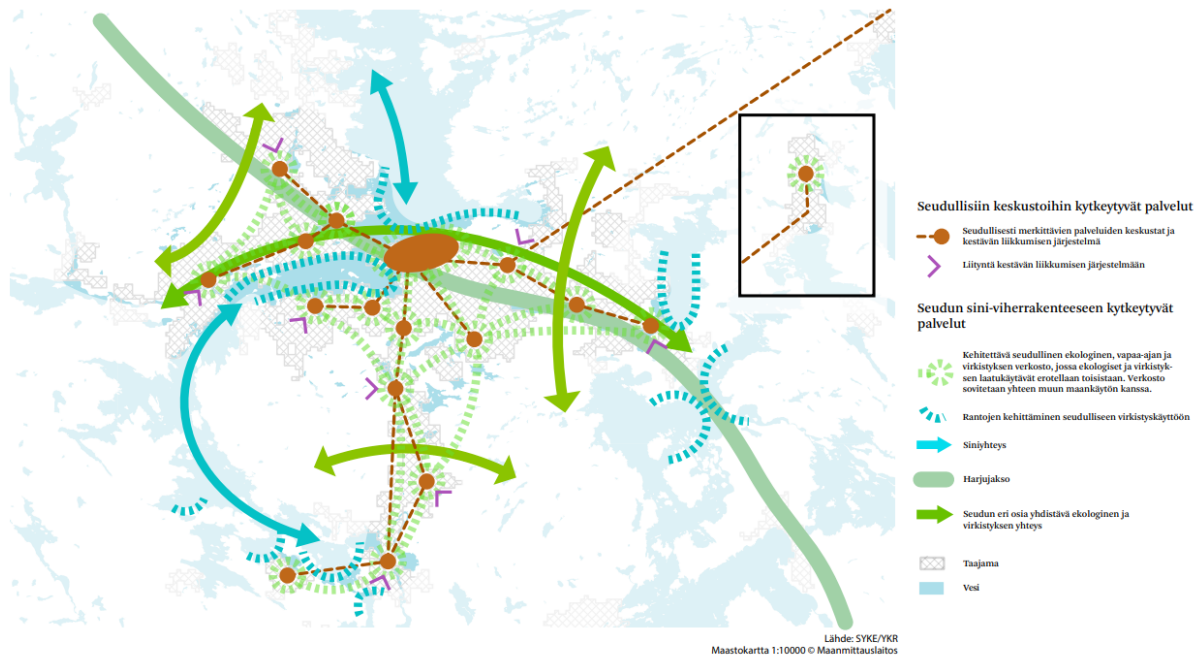 Seudullisiin keskustoihin kytkeytyvät palvelut
Seudullisesti merkittävien palveluiden keskustat ja
kestävän liikkumisen järjestelmä
Liityntä kestävän liikkumisen järjestelmään
Seudun sini-viherrakenteeseen kytkeytyvät
palvelut
Kehitettävä seudullinen ekologinen, vapaa-ajan ja
virkistyksen verkosto, jossa ekologiset ja virkistyk-
sen laatukäytävät erotellaan toisistaan. Verkosto
sovitetaan yhteen muun maankäytön kanssa.
Rantojen kehittäminen seudulliseen virkistyskäyttöön
Siniyhteys
Harjujakso
Seudun eri osia yhdistävä ekologinen ja
virkistyksen yhteys
Taajama
Vesi
Lähde: SYKE/YKR
Maastokartta 1:10000 © Maanmittauslaitos